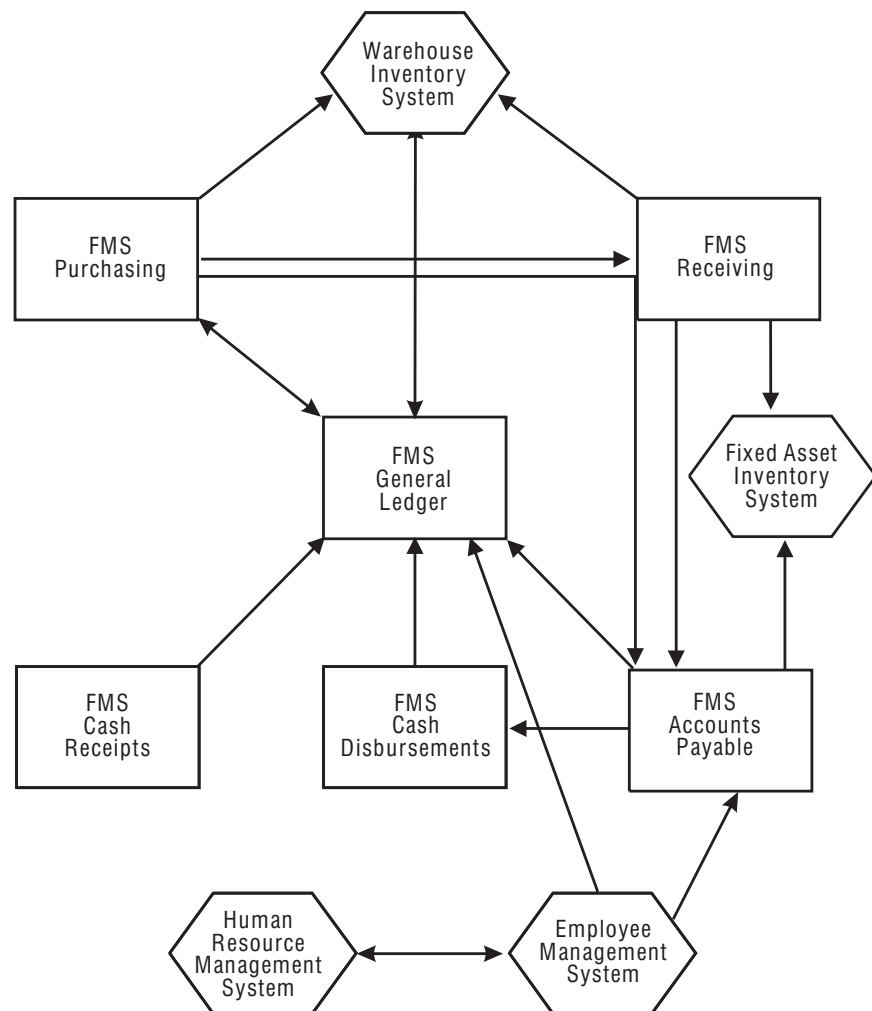 Warehouse
Inventory
System
FMS
Purchasing
FMS
Receiving
FMS
General
Ledger
Fixed Asset
Inventory
System
FMS
Cash
Receipts
FMS
Cash
Disbursements
FMS
Accounts
Payable
Human
Resource
Management
System
Employee
Management
System